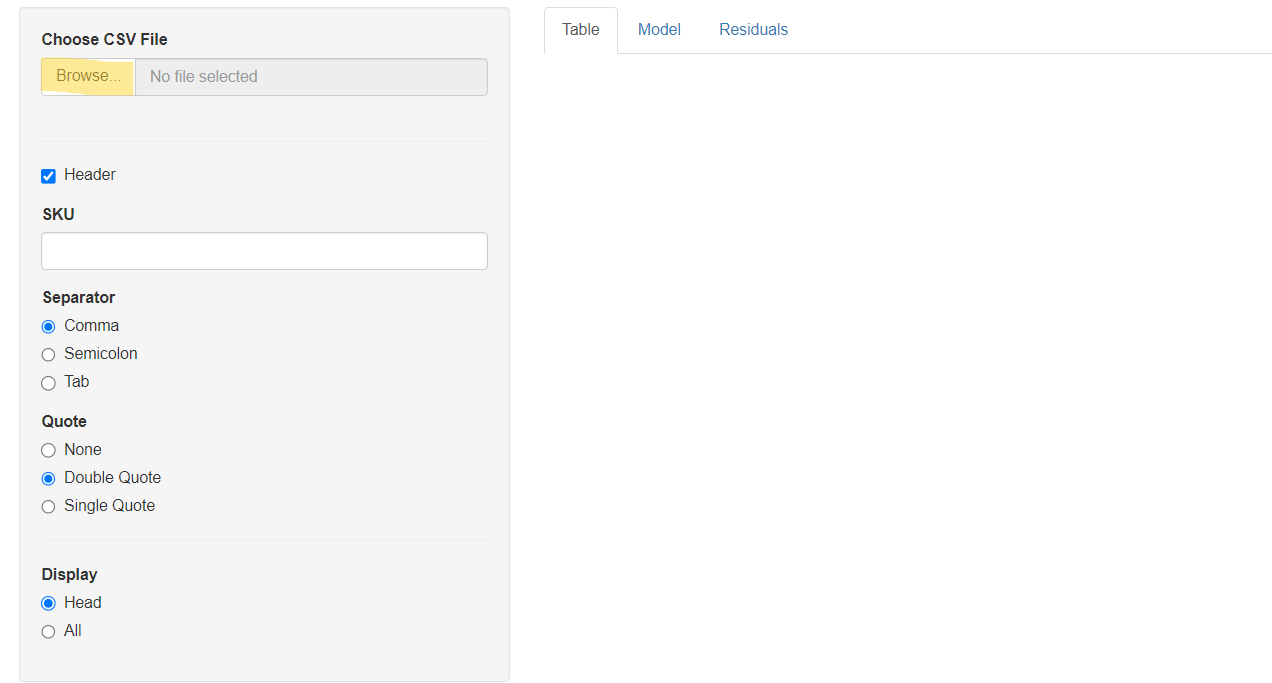 Choose CSV File
Browse... No file selected
Header
SKU
Separator
Comma
Semicolon
Tab
Quote
None
Double Quote
Single Quote
Display
Head
All
Table Model Residuals